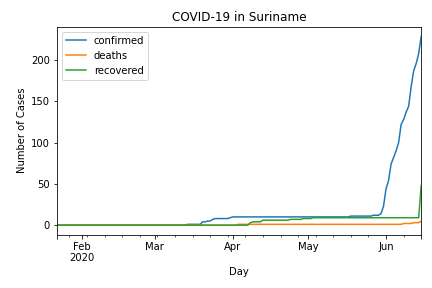 COVID-19 in Suriname
confirmed
deaths
recovered
Number of Cases
200
150
100
50
0
Feb Mar Apr May Jun
2020
Day